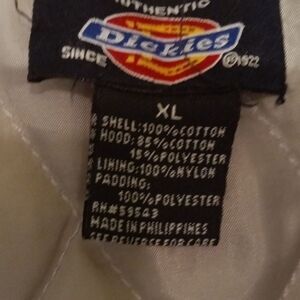 AUTHENTIC
Dickies
SINCE ®1922
XL
SHELL:100%COTTON
HOOD: 85%COTTON
15%POLYESTER
LINING:100%NYLON
PADDING:
100%POLYESTER
RN#59543
MADE IN PHILIPPINES
SEE REVERSE FOR CARE